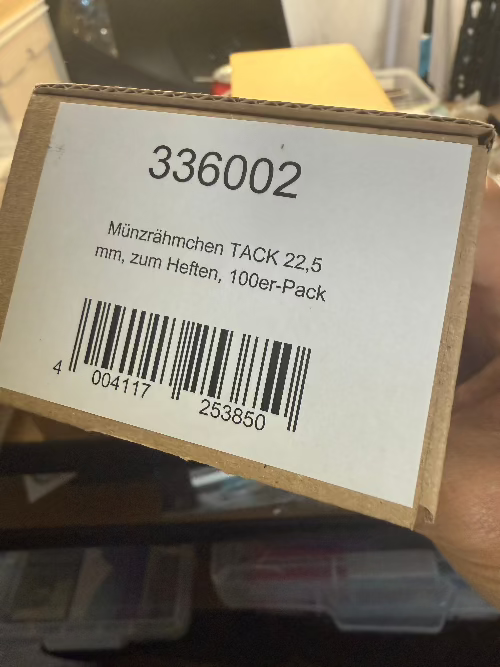 336002
Münzrähmchen TACK 22,5
mm, zum Heften, 100er-Pack
4 004117 253850